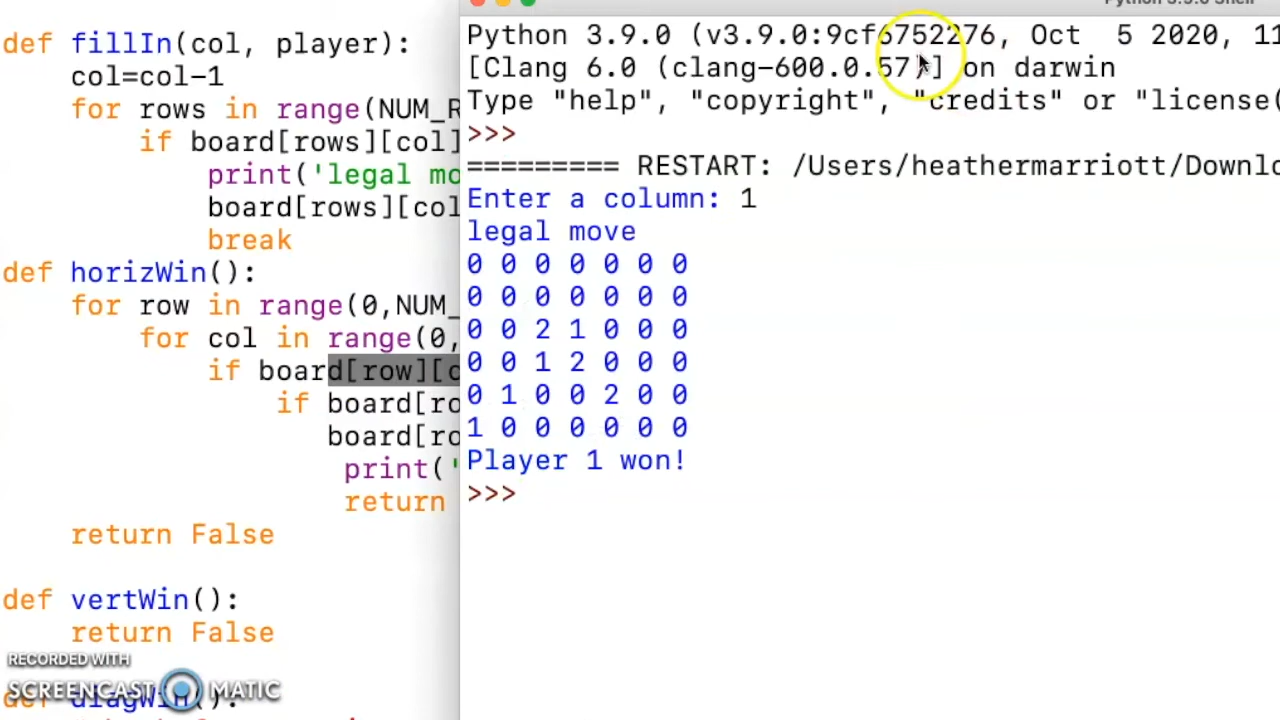 def fillIn(col, player):
col=col-1
for rows in range(NUM_R
if board[rows][col]
print('legal mo
board[rows][col
break
def horizWin():
for row in range(0,NUM_
for col in range(0,
if board[row][c
if board[ro
board[ro
print('
return
return False
def vertWin():
return False
def diagWin():
RECORDED WITH
SCREENCAST MATIC
Python 3.9.0 Shell
Python 3.9.0 (v3.9.0:9cf6752276, Oct 5 2020, 11
[Clang 6.0 (clang-600.0.57)] on darwin
Type "help", "copyright", "credits" or "license(
>>>
========= RESTART: /Users/heathermarriott/Downlo
Enter a column: 1
legal move
0 0 0 0 0 0 0
0 0 0 0 0 0 0
0 0 2 1 0 0 0
0 0 1 2 0 0 0
0 1 0 0 2 0 0
1 0 0 0 0 0 0
Player 1 won!
>>>